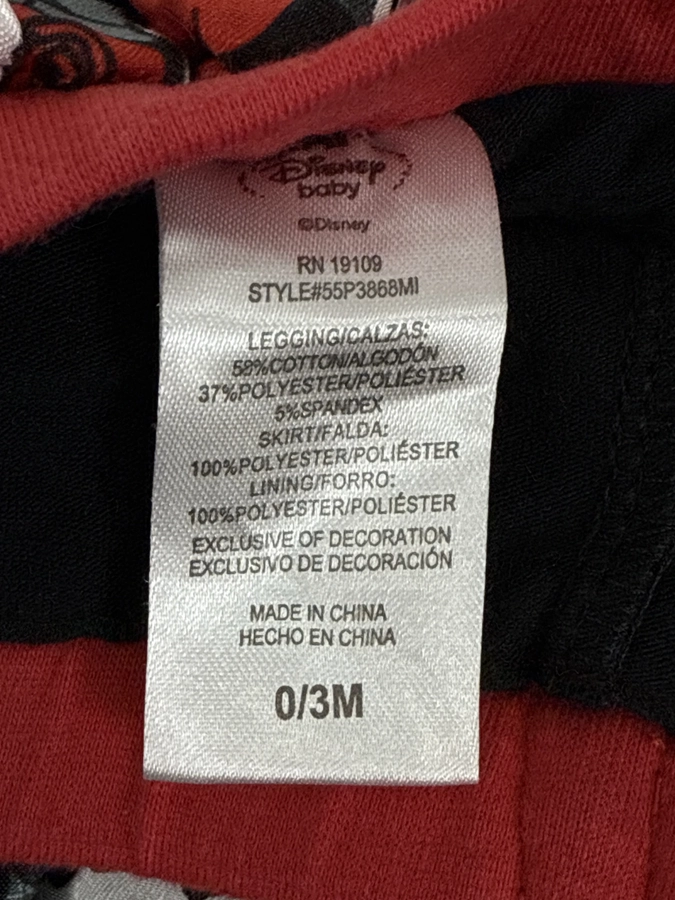 Disney
baby
©Disney
RN 19109
STYLE#55P3868MI
LEGGING/CALZAS:
58%COTTON/ALGODÓN
37%POLYESTER/POLIÉSTER
5%SPANDEX
SKIRT/FALDA:
100%POLYESTER/POLIÉSTER
LINING/FORRO:
100%POLYESTER/POLIÉSTER
EXCLUSIVE OF DECORATION
EXCLUSIVO DE DECORACIÓN
MADE IN CHINA
HECHO EN CHINA
0/3M